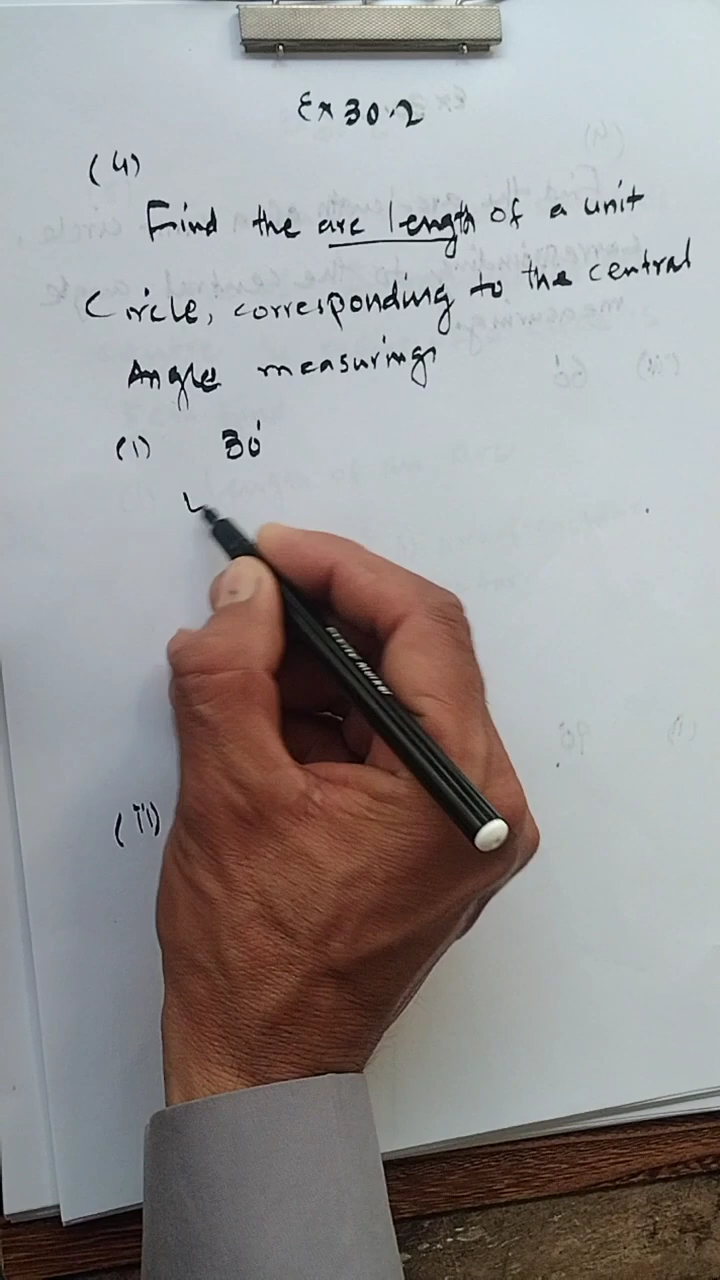 Ex 30.2
(4)
Find the arc length of a unit
Circle, corresponding to the central
Angle measuring
(i) 30°
(ii)